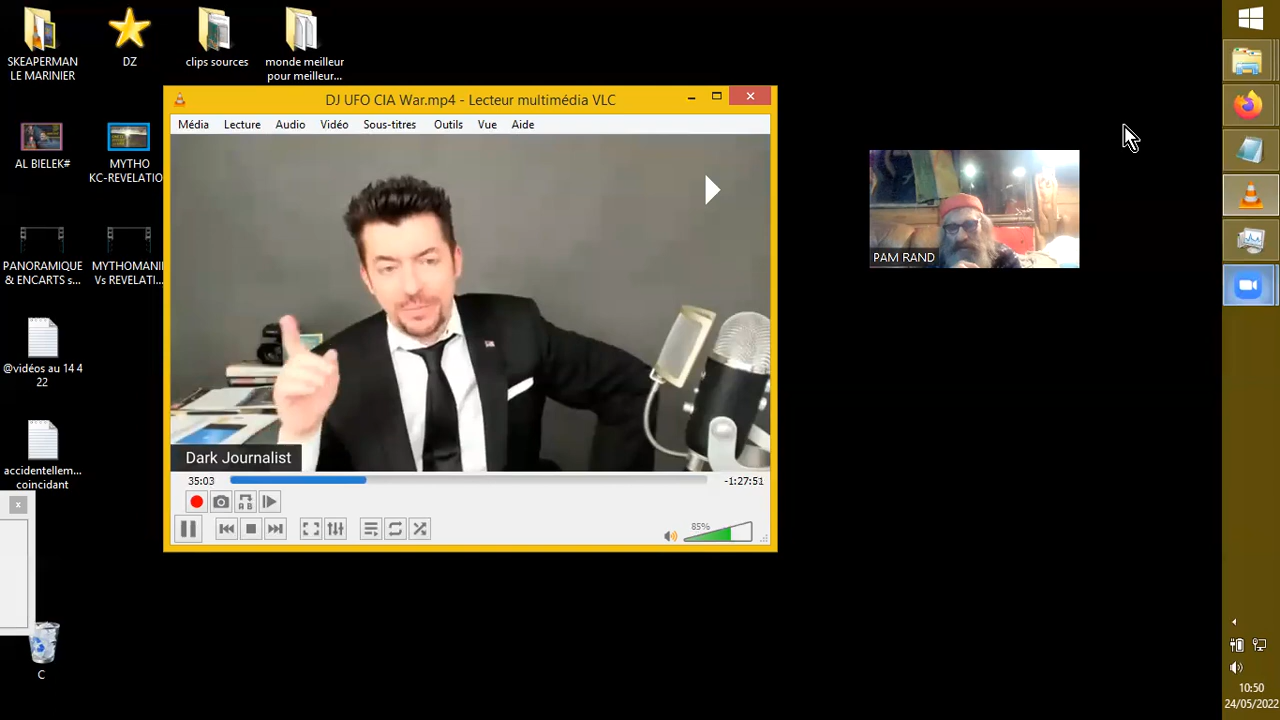 SKEAPERMAN
LE MARINIER
DZ
clips sources
monde meilleur
pour meilleur...
AL BIELEK#
MYTHO
KC-REVELATIO
PANORAMIQUE
& ENCARTS s...
MYTHOMANI
Vs REVELATI
@vidéos au 14 4
22
accidentellem...
coincidant
C
DJ UFO CIA War.mp4 - Lecteur multimédia VLC
Média Lecture Audio Vidéo Sous-titres Outils Vue Aide
Dark Journalist
35:03
-1:27:51
85%
PAM RAND
10:50
24/05/2022